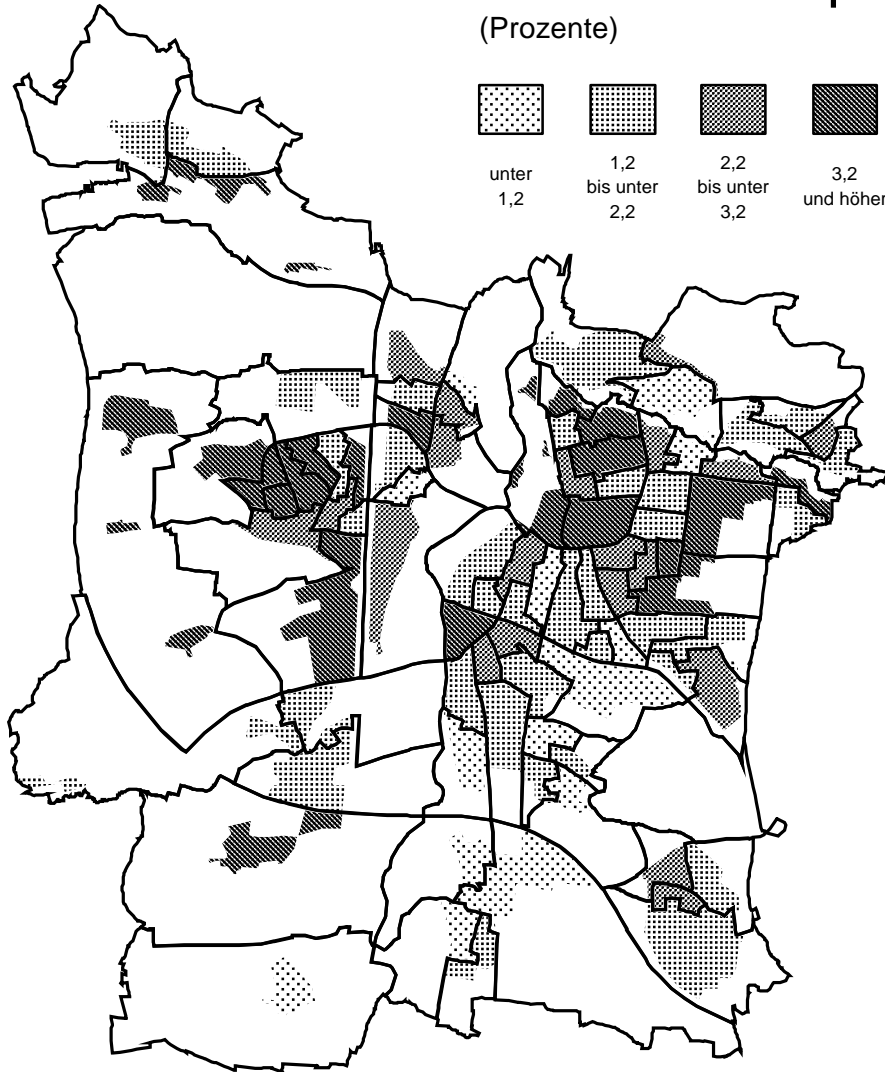 (Prozente)
unter
1,2
1,2
bis unter
2,2
2,2
bis unter
3,2
3,2
und höher